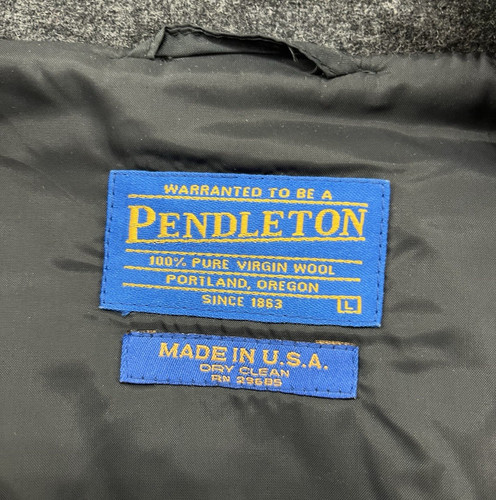 WARRANTED TO BE A
PENDLETON
100% PURE VIRGIN WOOL
PORTLAND, OREGON
SINCE 1863
L
MADE IN U.S.A.
DRY CLEAN
RN 29685